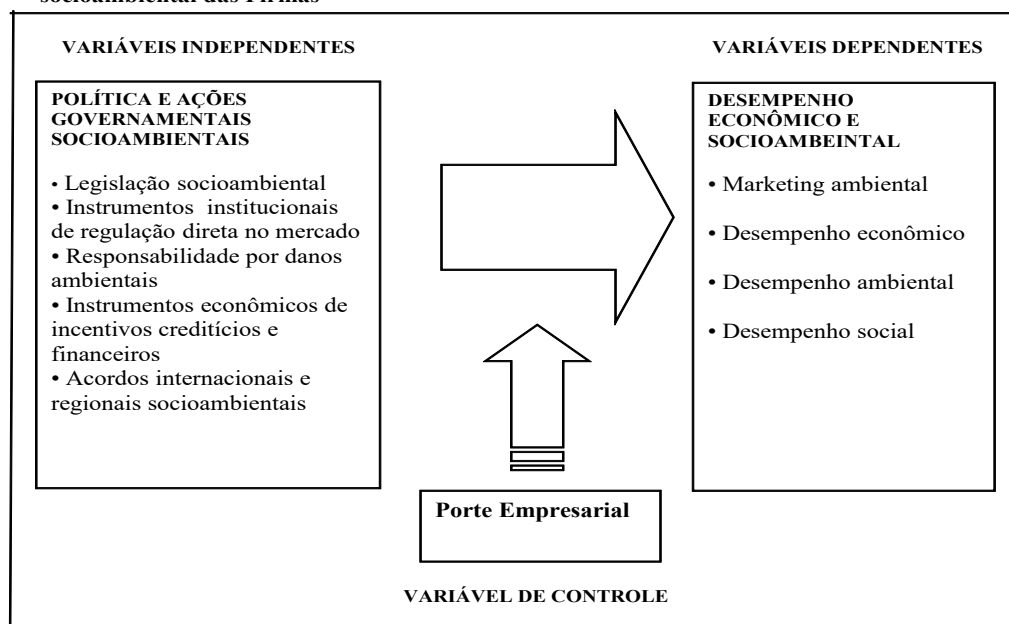 socioambiental das Firmas
VARIÁVEIS INDEPENDENTES
POLÍTICA E AÇÕES
GOVERNAMENTAIS
SOCIOAMBIENTAIS
• Legislação socioambiental
• Instrumentos institucionais
de regulação direta no mercado
• Responsabilidade por danos
ambientais
• Instrumentos econômicos de
incentivos creditícios e
financeiros
• Acordos internacionais e
regionais socioambientais
VARIÁVEIS DEPENDENTES
DESEMPENHO
ECONÔMICO E
SOCIOAMBEINTAL
• Marketing ambiental
• Desempenho econômico
• Desempenho ambiental
• Desempenho social
Porte Empresarial
VARIÁVEL DE CONTROLE